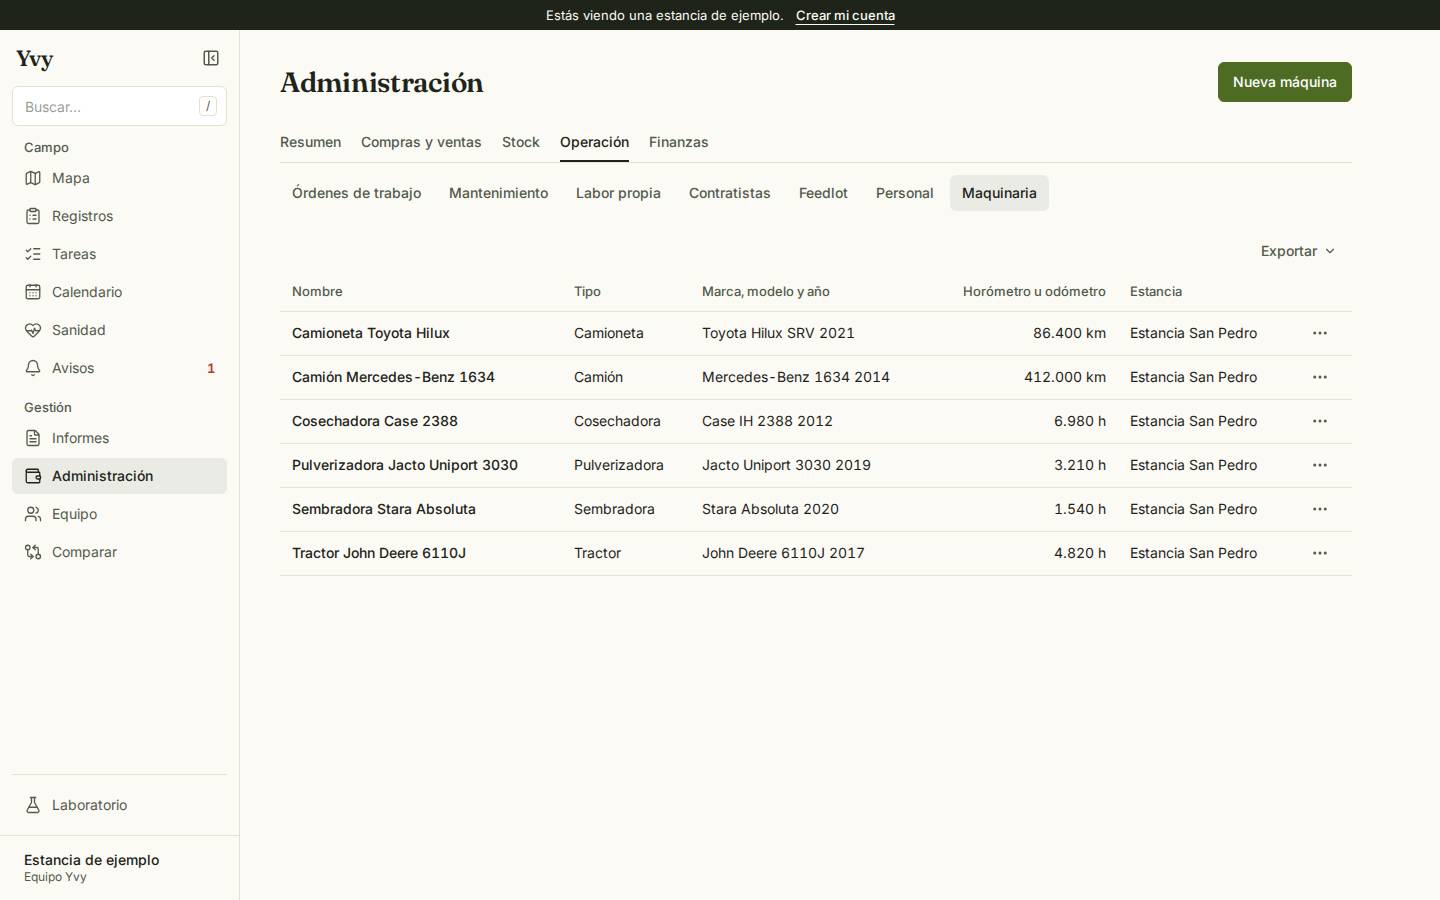 Estás viendo una estancia de ejemplo. Crear mi cuenta
Yvy
Buscar... /
Campo
Mapa
Registros
Tareas
Calendario
Sanidad
Avisos 1
Gestión
Informes
Administración
Equipo
Comparar
Laboratorio
Estancia de ejemplo
Equipo Yvy
Administración
Nueva máquina
Resumen Compras y ventas Stock Operación Finanzas
Órdenes de trabajo Mantenimiento Labor propia Contratistas Feedlot Personal Maquinaria
Exportar
Nombre Tipo Marca, modelo y año Horómetro u odómetro Estancia
Camioneta Toyota Hilux Camioneta Toyota Hilux SRV 2021 86.400 km Estancia San Pedro
Camión Mercedes-Benz 1634 Camión Mercedes-Benz 1634 2014 412.000 km Estancia San Pedro
Cosechadora Case 2388 Cosechadora Case IH 2388 2012 6.980 h Estancia San Pedro
Pulverizadora Jacto Uniport 3030 Pulverizadora Jacto Uniport 3030 2019 3.210 h Estancia San Pedro
Sembradora Stara Absoluta Sembradora Stara Absoluta 2020 1.540 h Estancia San Pedro
Tractor John Deere 6110J Tractor John Deere 6110J 2017 4.820 h Estancia San Pedro